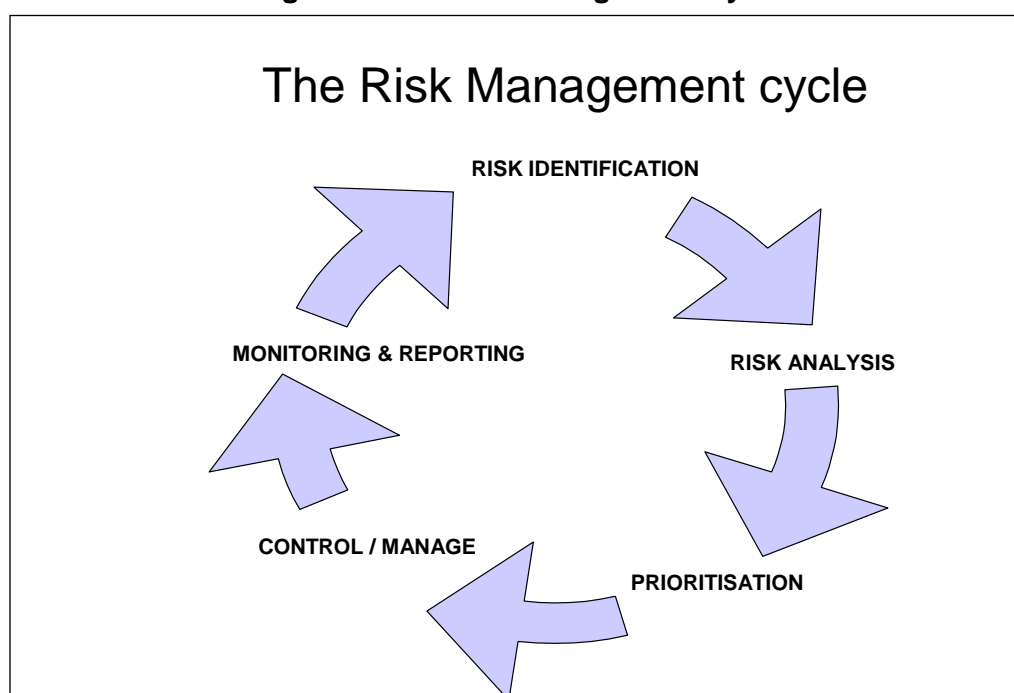 The Risk Management cycle
RISK IDENTIFICATION
RISK ANALYSIS
PRIORITISATION
CONTROL / MANAGE
MONITORING & REPORTING